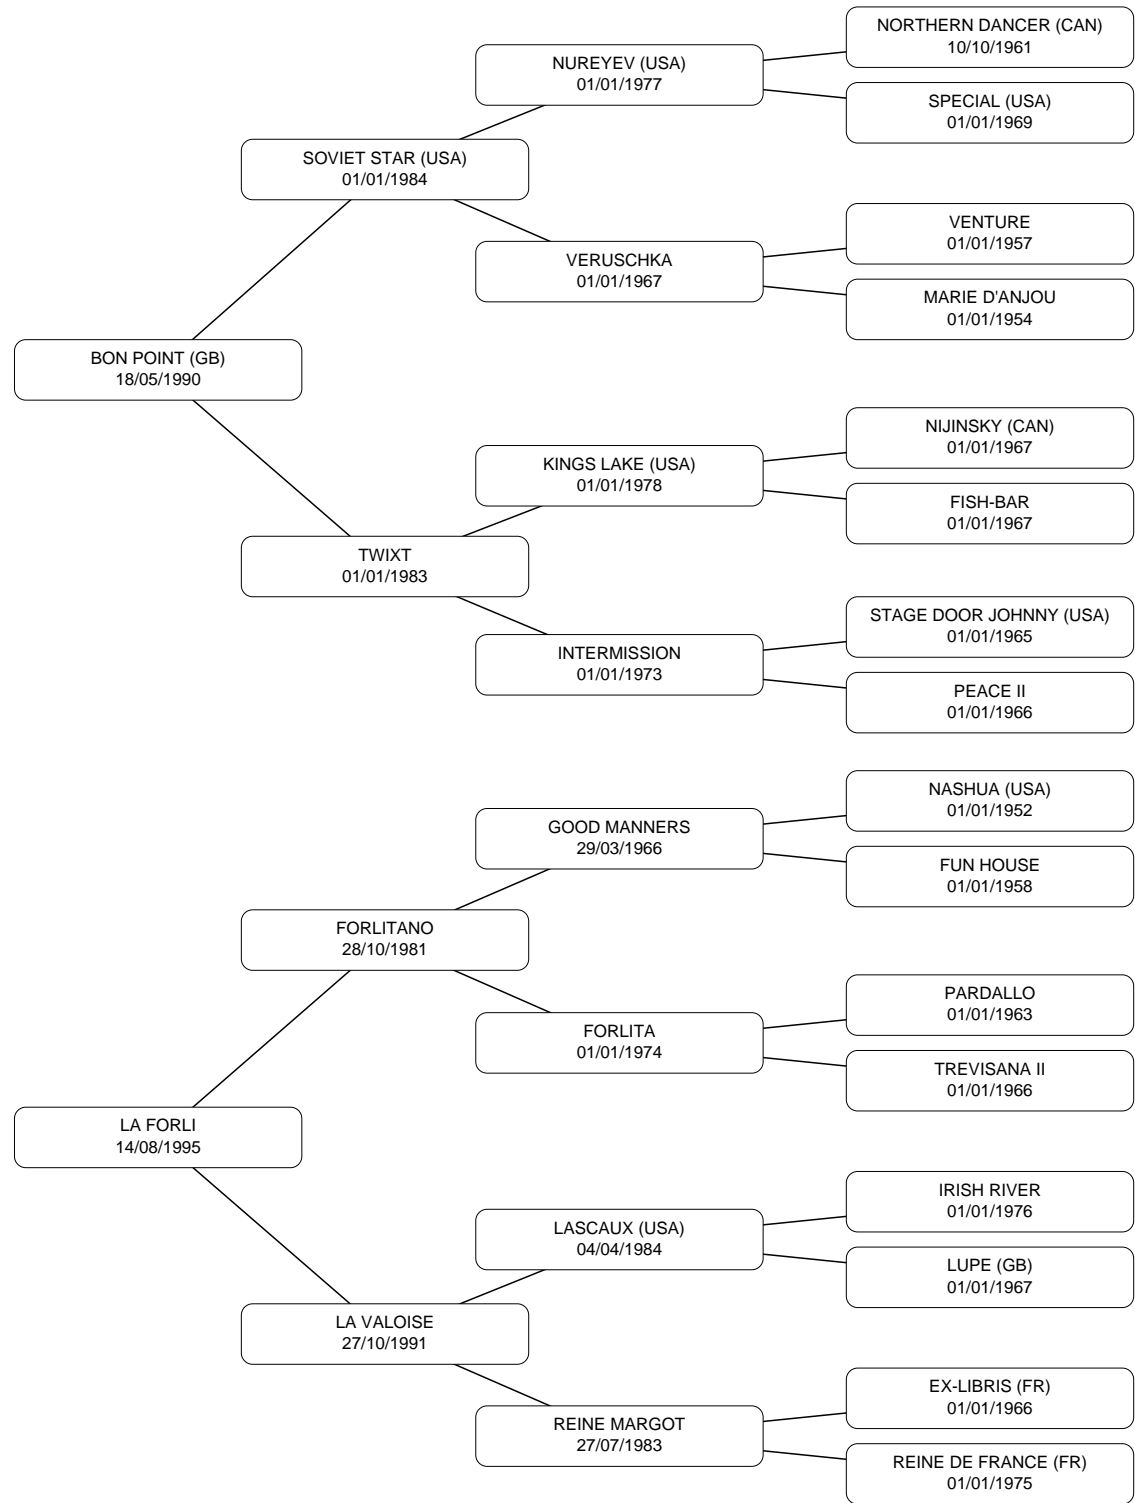 NORTHERN DANCER (CAN)
10/10/1961
NUREYEV (USA)
01/01/1977
SPECIAL (USA)
01/01/1969
SOVIET STAR (USA)
01/01/1984
VENTURE
01/01/1957
VERUSCHKA
01/01/1967
MARIE D'ANJOU
01/01/1954
BON POINT (GB)
18/05/1990
NIJINSKY (CAN)
01/01/1967
KINGS LAKE (USA)
01/01/1978
FISH-BAR
01/01/1967
TWIXT
01/01/1983
STAGE DOOR JOHNNY (USA)
01/01/1965
INTERMISSION
01/01/1973
PEACE II
01/01/1966
NASHUA (USA)
01/01/1952
GOOD MANNERS
29/03/1966
FUN HOUSE
01/01/1958
FORLITANO
28/10/1981
PARDALLO
01/01/1963
FORLITA
01/01/1974
TREVISANA II
01/01/1966
LA FORLI
14/08/1995
IRISH RIVER
01/01/1976
LASCAUX (USA)
04/04/1984
LUPE (GB)
01/01/1967
LA VALOISE
27/10/1991
EX-LIBRIS (FR)
01/01/1966
REINE MARGOT
27/07/1983
REINE DE FRANCE (FR)
01/01/1975